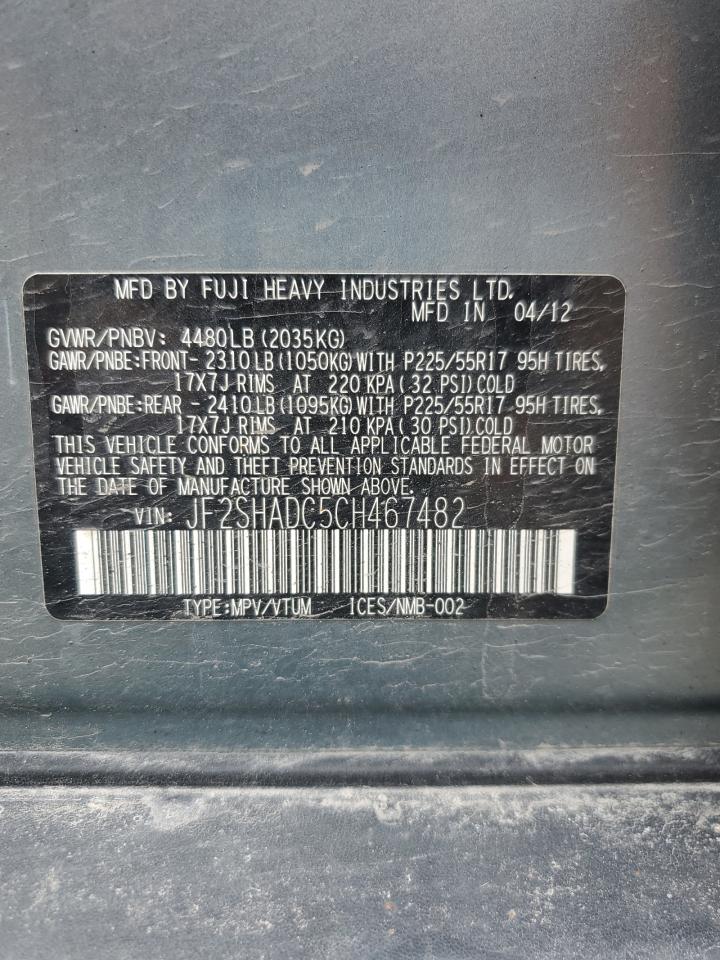 MFD BY FUJI HEAVY INDUSTRIES LTD.
MFD IN 04/12
GVWR/PNBV: 4480LB (2035KG)
GAWR/PNBE:FRONT- 2310LB (1050KG) WITH P225/55R17 95H TIRES,
17X7J RIMS AT 220 KPA ( 32 PSI) COLD
GAWR/PNBE:REAR - 2410LB (1095KG) WITH P225/55R17 95H TIRES,
17X7J RIMS AT 210 KPA ( 30 PSI) COLD
THIS VEHICLE CONFORMS TO ALL APPLICABLE FEDERAL MOTOR
VEHICLE SAFETY AND THEFT PREVENTION STANDARDS IN EFFECT ON
THE DATE OF MANUFACTURE SHOWN ABOVE.
VIN: JF2SHADC5CH467482
TYPE:MPV/VTUM ICES/NMB-002